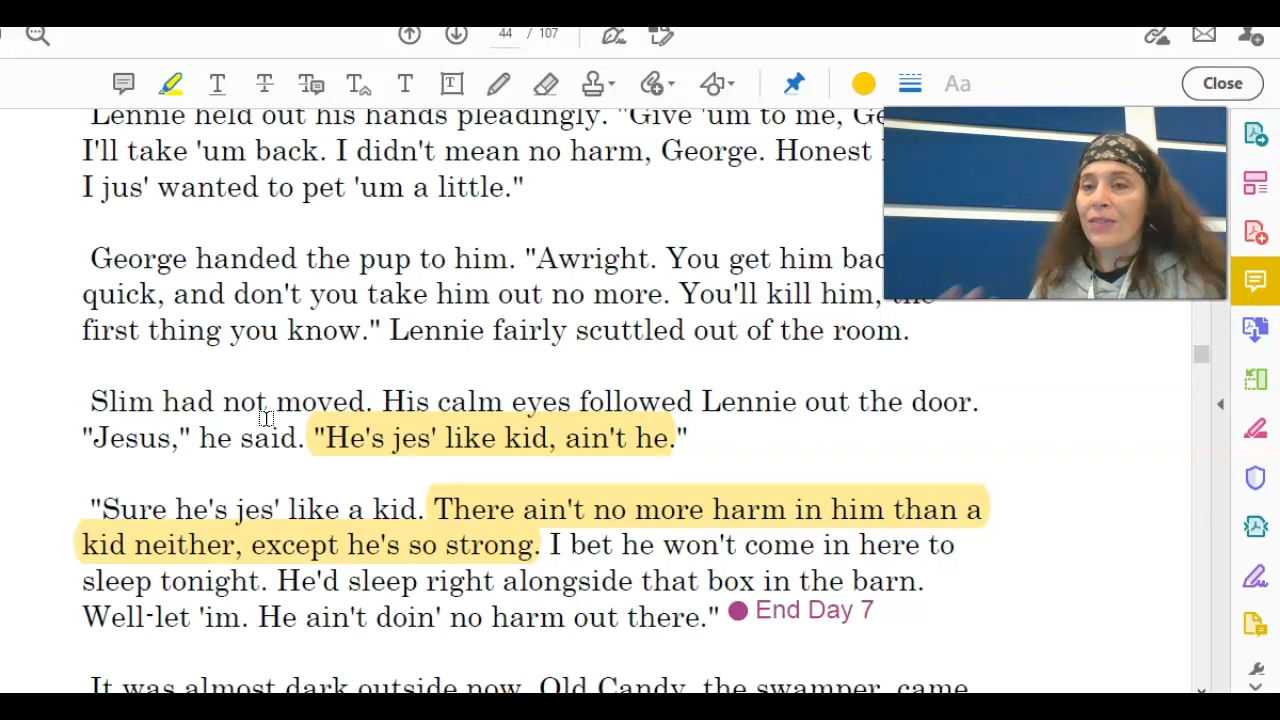 44 / 107
Close
Lennie held out his hands pleadingly. "Give 'um to me,
I'll take 'um back. I didn't mean no harm, George. Honest
I jus' wanted to pet 'um a little."
George handed the pup to him. "Awright. You get him
quick, and don't you take him out no more. You'll kill him, the
first thing you know." Lennie fairly scuttled out of the room.
Slim had not moved. His calm eyes followed Lennie out the door.
"Jesus," he said. "He's jes' like kid, ain't he."
"Sure he's jes' like a kid. There ain't no more harm in him than a
kid neither, except he's so strong. I bet he won't come in here to
sleep tonight. He'd sleep right alongside that box in the barn.
Well-let 'im. He ain't doin' no harm out there."
End Day 7
It was almost dark outside now. Old Candy, the swamper, came